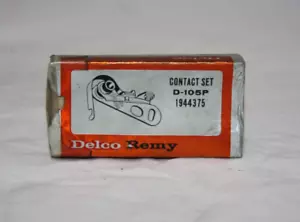 CONTACT SET
D-105P
1944375
Delco Remy